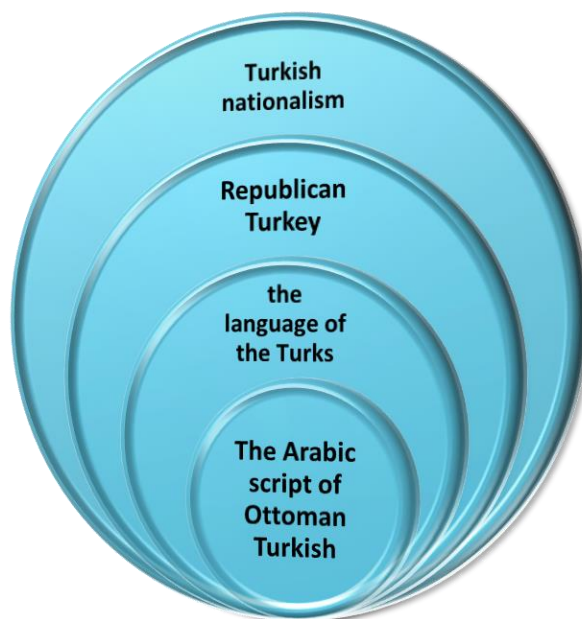 Turkish
nationalism
Republican
Turkey
the
language of
the Turks
The Arabic
script of
Ottoman
Turkish